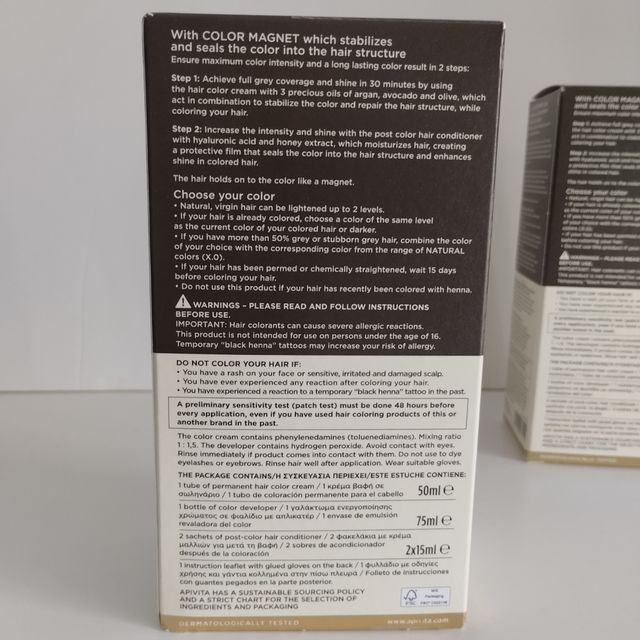 With COLOR MAGNET which stabilizes
and seals the color into the hair structure
Ensure maximum color intensity and a long lasting color result in 2 steps:
Step 1: Achieve full grey coverage and shine in 30 minutes by using
the hair color cream with 3 precious oils of argan, avocado and olive, which
act in combination to stabilize the color and repair the hair structure, while
coloring your hair.
Step 2: Increase the intensity and shine with the post color hair conditioner
with hyaluronic acid and honey extract, which moisturizes hair, creating
a protective film that seals the color into the hair structure and enhances
shine in colored hair.
The hair holds on to the color like a magnet.
Choose your color
• Natural, virgin hair can be lightened up to 2 levels.
• If your hair is already colored, choose a color of the same level
as the current color of your colored hair or darker.
• If you have more than 50% grey or stubborn grey hair, combine the color
of your choice with the corresponding color from the range of NATURAL
colors (X.0).
• If your hair has been permed or chemically straightened, wait 15 days
before coloring your hair.
• Do not use this product if your hair has recently been colored with henna.
WARNINGS – PLEASE READ AND FOLLOW INSTRUCTIONS
BEFORE USE.
IMPORTANT: Hair colorants can cause severe allergic reactions.
This product is not intended for use on persons under the age of 16.
Temporary "black henna" tattoos may increase your risk of allergy.
DO NOT COLOR YOUR HAIR IF:
• You have a rash on your face or sensitive, irritated and damaged scalp.
• You have ever experienced any reaction after coloring your hair.
• You have experienced a reaction to a temporary "black henna" tattoo in the past.
A preliminary sensitivity test (patch test) must be done 48 hours before
every application, even if you have used hair coloring products of this or
another brand in the past.
The color cream contains phenylenedamines (toluenediamines). Mixing ratio
1 : 1,5. The developer contains hydrogen peroxide. Avoid contact with eyes.
Rinse immediately if product comes into contact with them. Do not use to dye
eyelashes or eyebrows. Rinse hair well after application. Wear suitable gloves.
THE PACKAGE CONTAINS/Η ΣΥΣΚΕΥΑΣΙΑ ΠΕΡΙΕΧΕΙ/ESTE ESTUCHE CONTIENE:
1 tube of permanent hair color cream / 1 κρέμα βαφή σε
σωληνάριο / 1 tubo de coloración permanente para el cabello 50ml ℮
1 bottle of color developer / 1 γαλάκτωμα ενεργοποίησης
χρώματος σε φιαλίδιο με απλικατέρ / 1 envase de emulsión
revaladora del color 75ml ℮
2 sachets of post-color hair conditioner / 2 φακελάκια με κρέμα
μαλλιών για μετά τη βαφή / 2 sobres de acondicionador
después de la coloración 2x15ml ℮
1 instruction leaflet with glued gloves on the back / 1 φυλλάδιο με οδηγίες
χρήσης και γάντια κολλημένα στην πίσω πλευρά / Folleto de instrucciones
con guantes pegados en la parte posterior.
APIVITA HAS A SUSTAINABLE SOURCING POLICY
AND A STRICT CHART FOR THE SELECTION OF
INGREDIENTS AND PACKAGING
FSC
MIX
Packaging
DERMATOLOGICALLY TESTED
www.apivita.com